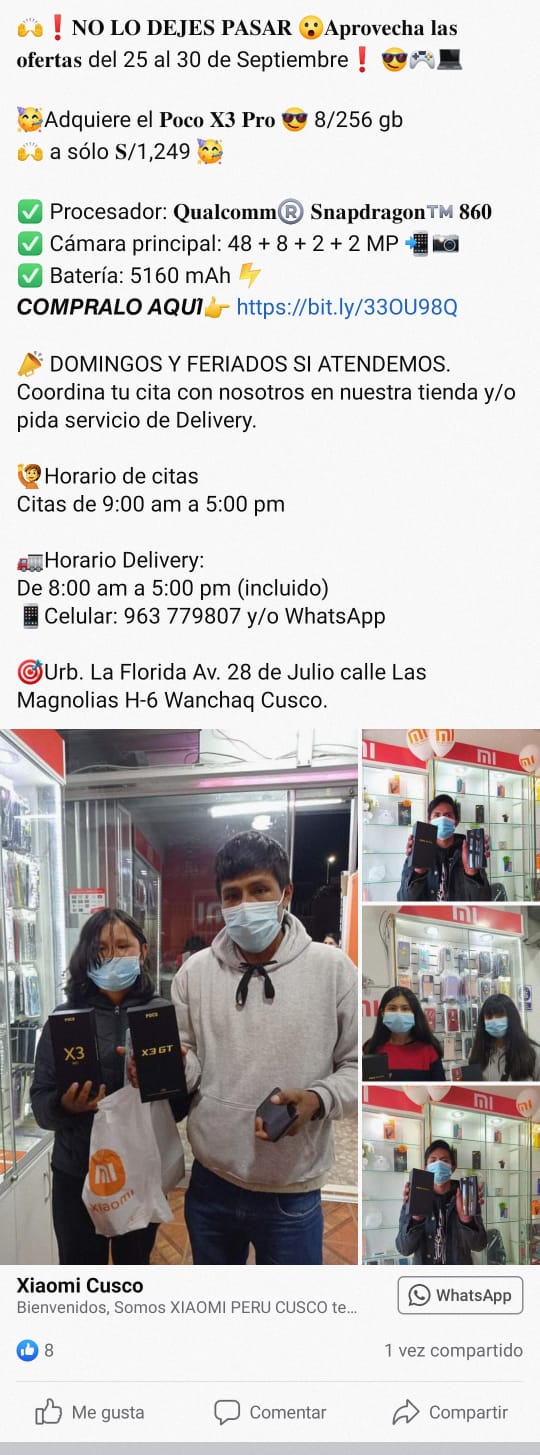 🙌❗NO LO DEJES PASAR 😮Aprovecha las
ofertas del 25 al 30 de Septiembre❗ 😎🎮💻
🥳Adquiere el Poco X3 Pro 😎 8/256 gb
🙌 a sólo S/1,249 🥳
✅ Procesador: Qualcomm®️ Snapdragon™️ 860
✅ Cámara principal: 48 + 8 + 2 + 2 MP 📲📷
✅ Batería: 5160 mAh ⚡
COMPRALO AQUÍ👉 https://bit.ly/33OU98Q
📣 DOMINGOS Y FERIADOS SI ATENDEMOS.
Coordina tu cita con nosotros en nuestra tienda y/o
pida servicio de Delivery.
🙋Horario de citas
Citas de 9:00 am a 5:00 pm
🚛Horario Delivery:
De 8:00 am a 5:00 pm (incluido)
📱Celular: 963 779807 y/o WhatsApp
🎯Urb. La Florida Av. 28 de Julio calle Las
Magnolias H-6 Wanchaq Cusco.
POCO
X3
POCO
X3 GT
xiaomi
Xiaomi Cusco
Bienvenidos, Somos XIAOMI PERU CUSCO te...
WhatsApp
8
1 vez compartido
Me gusta
Comentar
Compartir